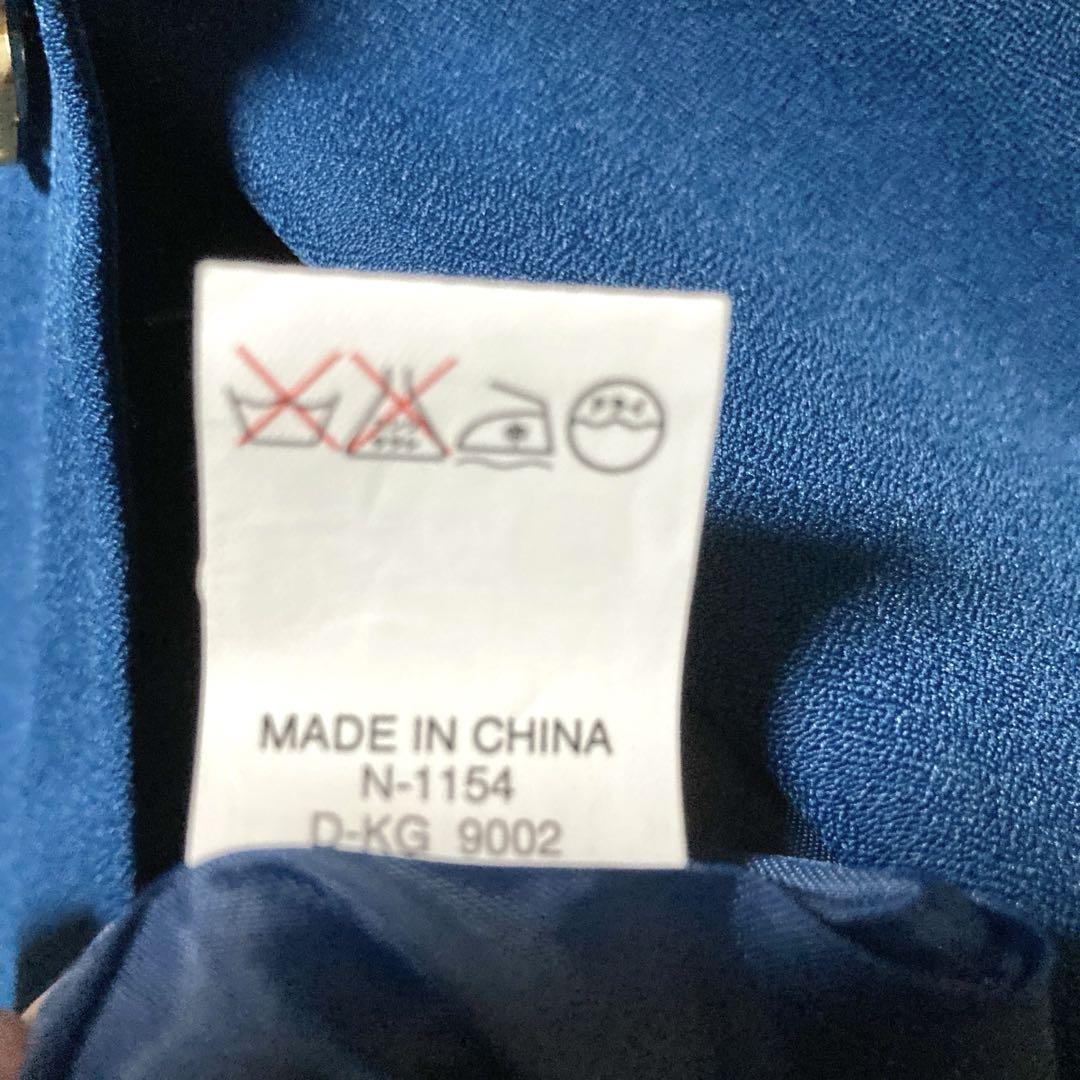 MADE IN CHINA
N-1154
D-KG 9002